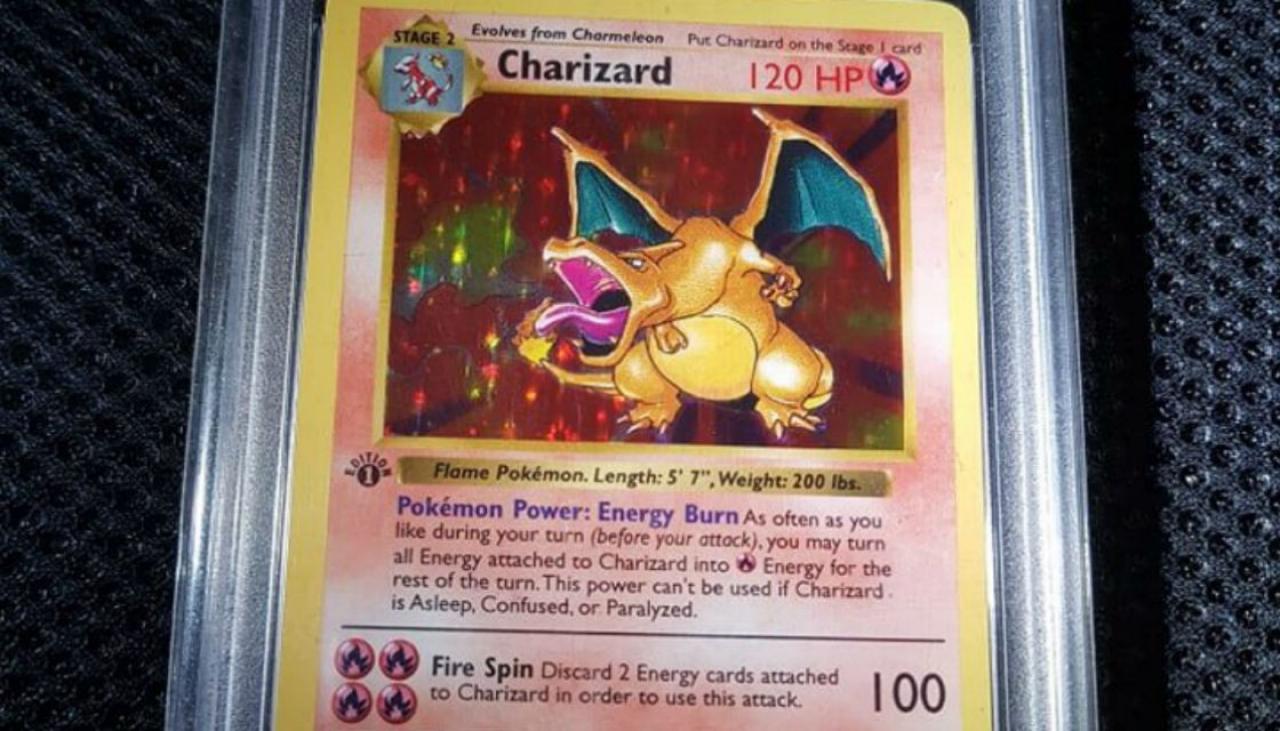 STAGE 2
Evolves from Charmeleon Put Charizard on the Stage 1 card
Charizard 120 HP
EDITION
1
Flame Pokémon. Length: 5' 7", Weight: 200 lbs.
Pokémon Power: Energy Burn As often as you
like during your turn (before your attack), you may turn
all Energy attached to Charizard into Energy for the
rest of the turn. This power can't be used if Charizard
is Asleep, Confused, or Paralyzed.
Fire Spin Discard 2 Energy cards attached
to Charizard in order to use this attack.
100